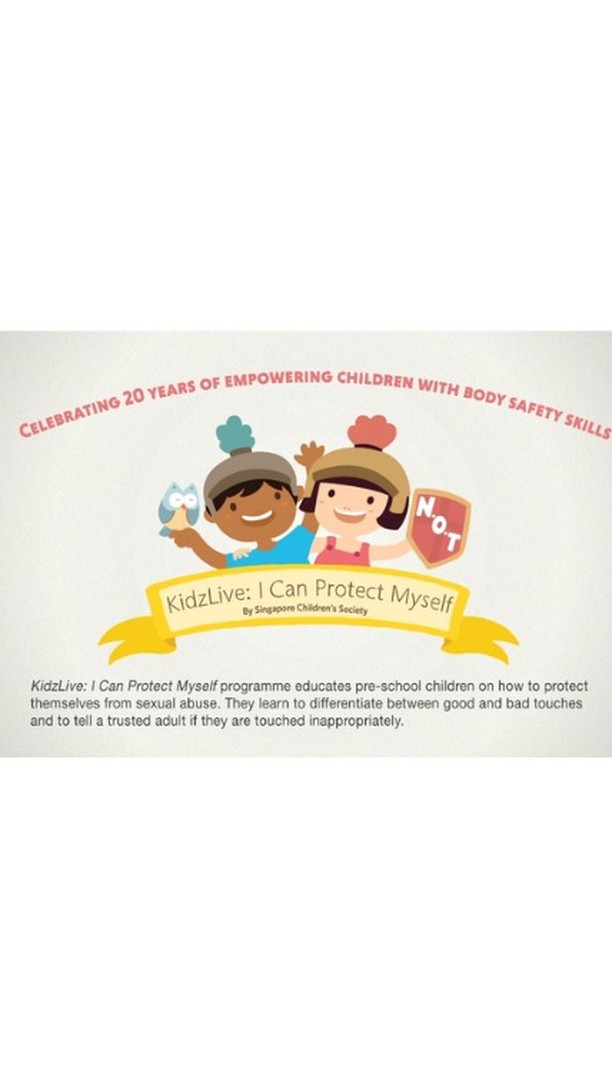 CELEBRATING 20 YEARS OF EMPOWERING CHILDREN WITH BODY SAFETY SKILLS
N.O.T
KidzLive: I Can Protect Myself
By Singapore Children's Society
KidzLive: I Can Protect Myself programme educates pre-school children on how to protect
themselves from sexual abuse. They learn to differentiate between good and bad touches
and to tell a trusted adult if they are touched inappropriately.